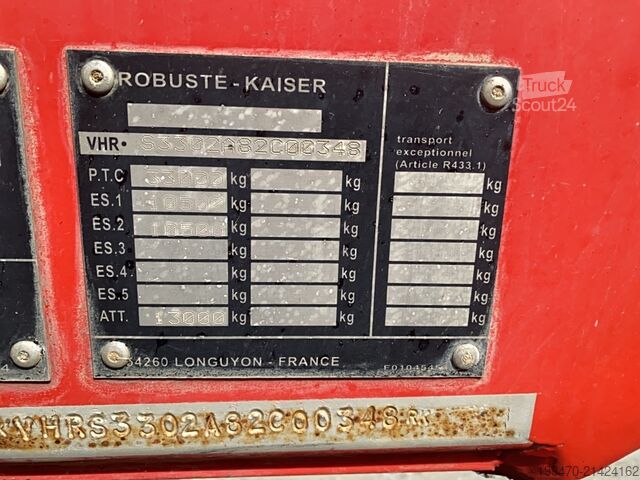 ROBUSTE-KAISER
Truck
Scout24
VHR• S3302A82C00348
transport
exceptionnel
(Article R433.1)
P.T.C kg kg kg
ES.1 kg kg kg
ES.2 10500 kg kg kg
ES.3 kg kg kg
ES.4 kg kg kg
ES.5 kg kg kg
ATT. 13000 kg kg kg
54260 LONGUYON - FRANCE
VHRS3302A82C00348
21424162